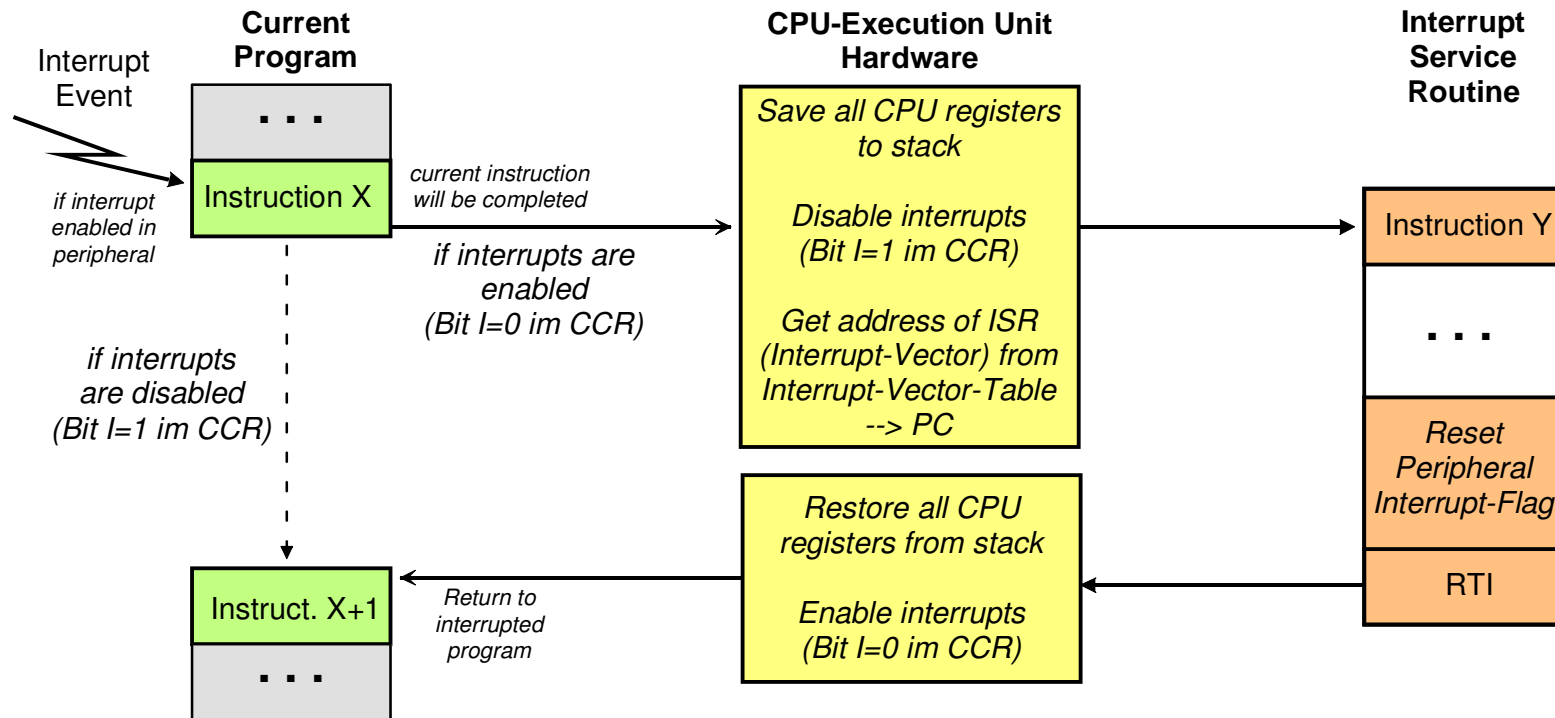 Current
Program
CPU-Execution Unit
Hardware
Interrupt
Service
Routine
Interrupt
Event
...
Instruction X
if interrupt
enabled in
peripheral
current instruction
will be completed
if interrupts are
enabled
(Bit I=0 im CCR)
if interrupts
are disabled
(Bit I=1 im CCR)
Save all CPU registers
to stack
Disable interrupts
(Bit I=1 im CCR)
Get address of ISR
(Interrupt-Vector) from
Interrupt-Vector-Table
--> PC
Instruction Y
...
Reset
Peripheral
Interrupt-Flag
RTI
Restore all CPU
registers from stack
Enable interrupts
(Bit I=0 im CCR)
Return to
interrupted
program
Instruct. X+1
...